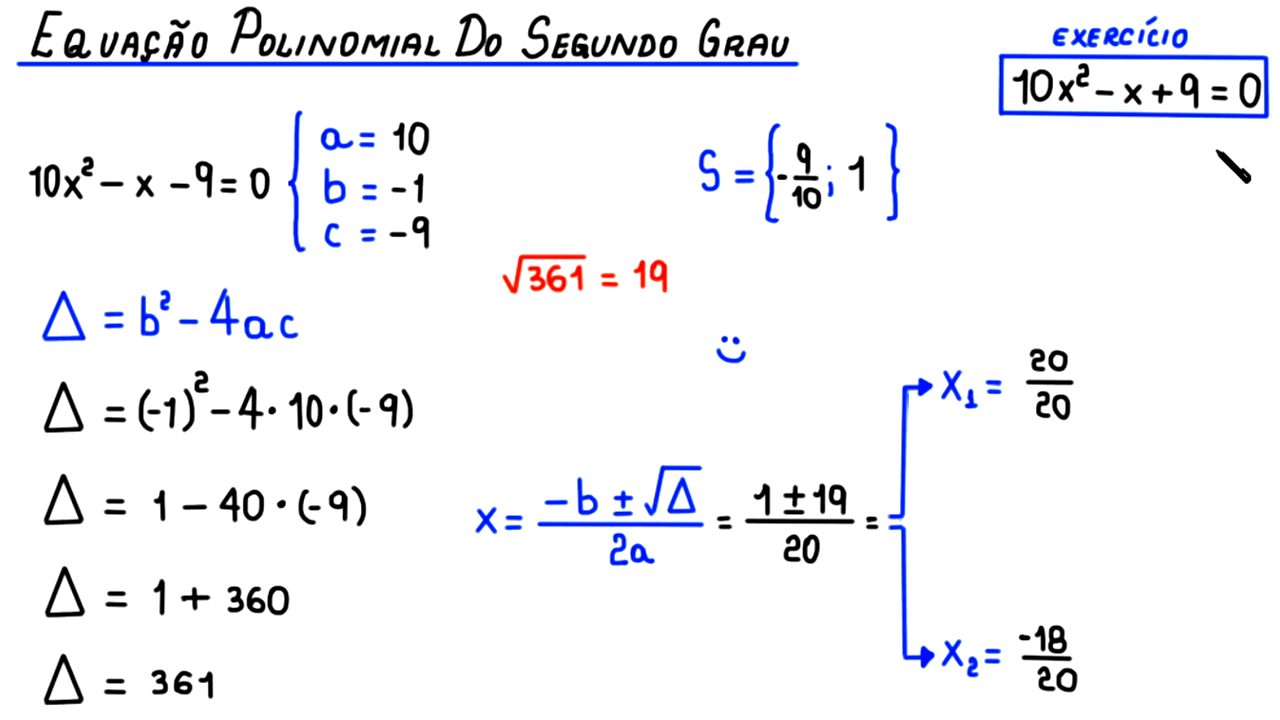 EQUAÇÃO POLINOMIAL DO SEGUNDO GRAU
EXERCÍCIO
10x² - x + 9 = 0
10x² - x - 9 = 0
a = 10
b = -1
c = -9
S = {-9/10; 1}
√361 = 19
Δ = b² - 4ac
Δ = (-1)² - 4 · 10 · (-9)
Δ = 1 - 40 · (-9)
Δ = 1 + 360
Δ = 361
x = (-b ± √Δ)/2a = (1 ± 19)/20 =
x₁ = 20/20
x₂ = -18/20